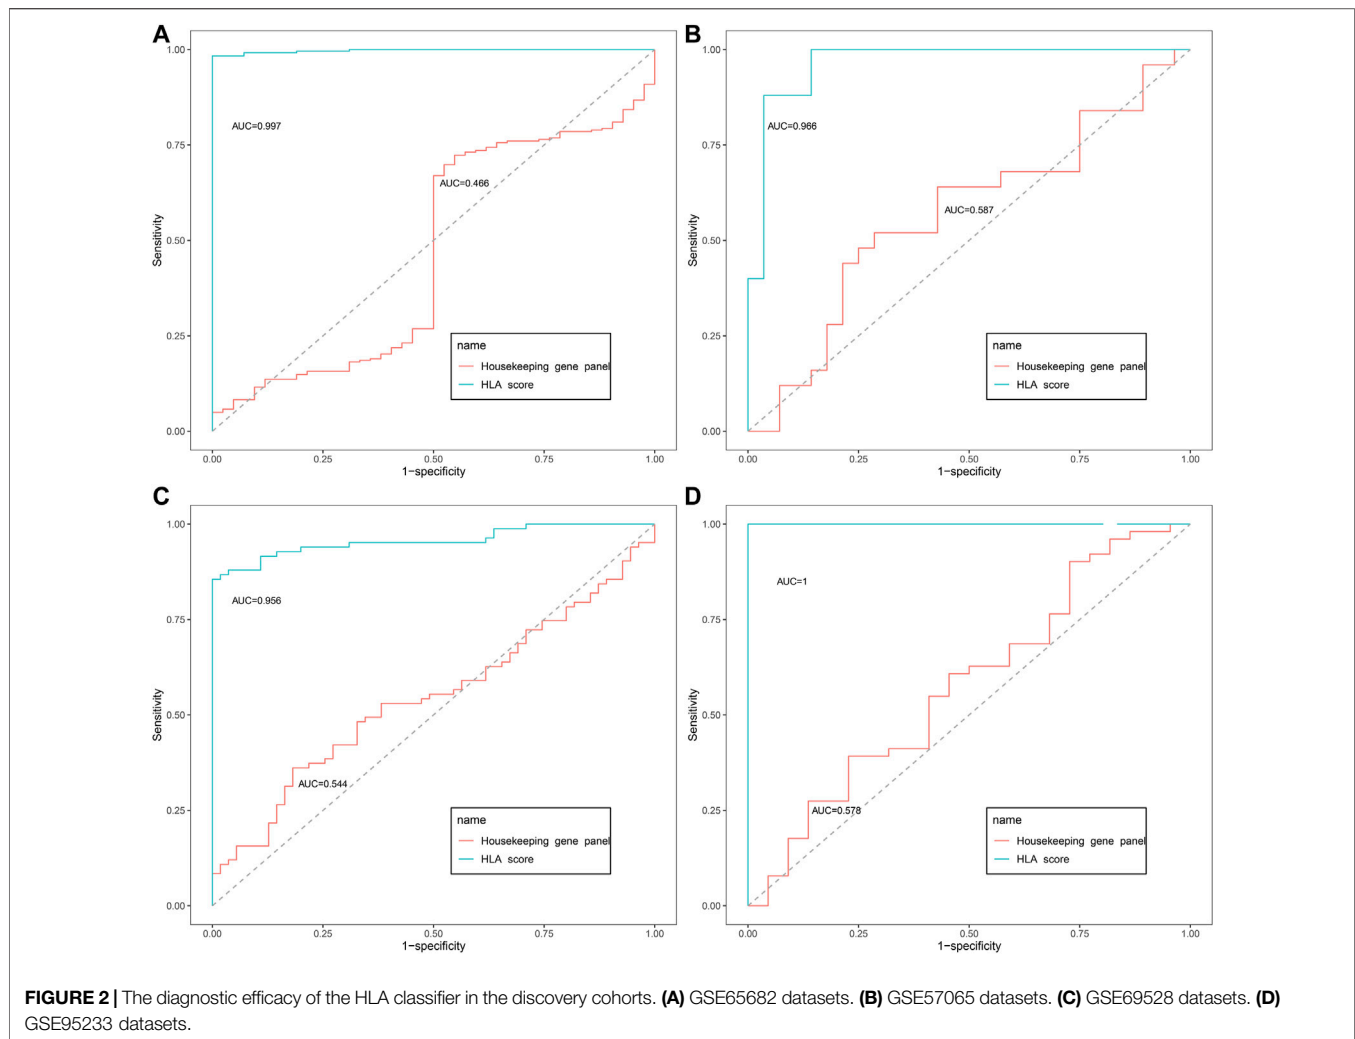 A
1.00
0.75
0.50
0.25
0.00
Sensitivity
AUC=0.997
AUC=0.466
name
Housekeeping gene panel
HLA score
0.00 0.25 0.50 0.75 1.00
1−specificity
B
1.00
0.75
0.50
0.25
0.00
Sensitivity
AUC=0.966
AUC=0.587
name
Housekeeping gene panel
HLA score
0.00 0.25 0.50 0.75 1.00
1−specificity
C
1.00
0.75
0.50
0.25
0.00
Sensitivity
AUC=0.956
AUC=0.544
name
Housekeeping gene panel
HLA score
0.00 0.25 0.50 0.75 1.00
1−specificity
D
1.00
0.75
0.50
0.25
0.00
Sensitivity
AUC=1
AUC=0.578
name
Housekeeping gene panel
HLA score
0.00 0.25 0.50 0.75 1.00
1−specificity
FIGURE 2 | The diagnostic efficacy of the HLA classifier in the discovery cohorts. (A) GSE65682 datasets. (B) GSE57065 datasets. (C) GSE69528 datasets. (D)
GSE95233 datasets.